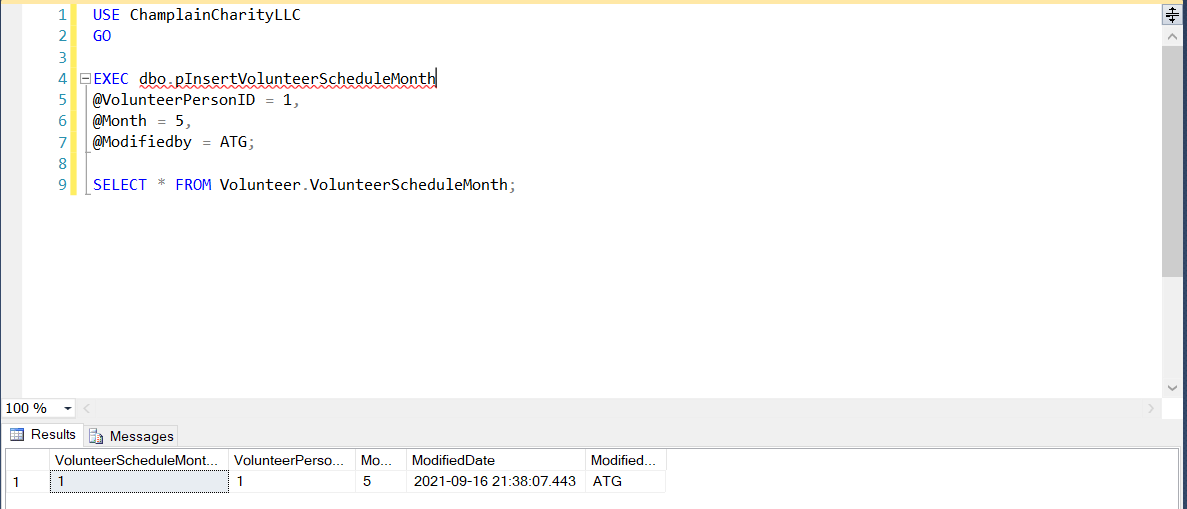 1 USE ChamplainCharityLLC
2 GO
3
4 EXEC dbo.pInsertVolunteerScheduleMonth
5 @VolunteerPersonID = 1,
6 @Month = 5,
7 @Modifiedby = ATG;
8
9 SELECT * FROM Volunteer.VolunteerScheduleMonth;
100 %
Results Messages
VolunteerScheduleMont... VolunteerPerso... Mo... ModifiedDate Modified...
1 1 1 5 2021-09-16 21:38:07.443 ATG